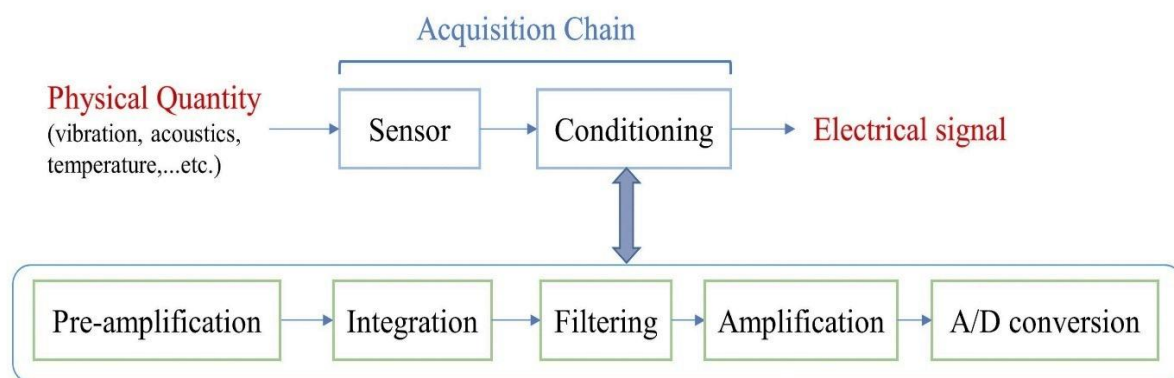 Acquisition Chain
Physical Quantity
(vibration, acoustics,
temperature,...etc.)
Sensor
Conditioning
Electrical signal
Pre-amplification
Integration
Filtering
Amplification
A/D conversion